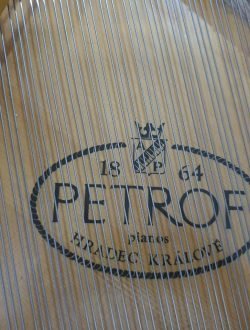 18 64
PETROF
pianos
HRADEC KRÁLOVÉ